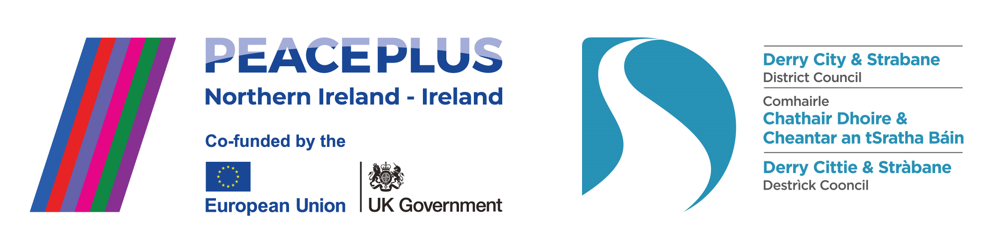 PEACEPLUS
Northern Ireland - Ireland
Co-funded by the
European Union
UK Government
Derry City & Strabane
District Council
Comhairle
Chathair Dhoire &
Cheantar an tSratha Báin
Derry Cittie & Stràbane
Destrìck Cooncil